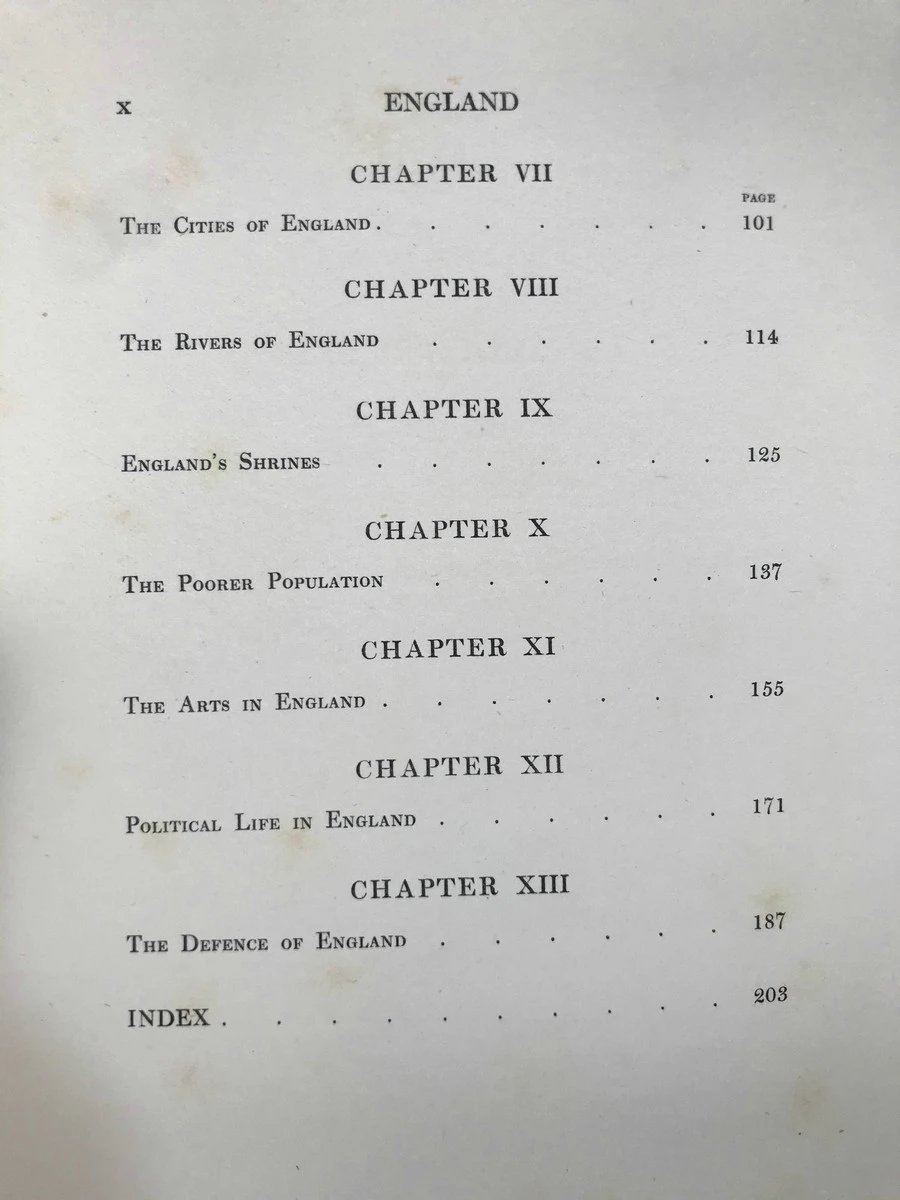 x ENGLAND
CHAPTER VII
PAGE
The Cities of England . . . . . . . 101
CHAPTER VIII
The Rivers of England . . . . . . 114
CHAPTER IX
England's Shrines . . . . . . . 125
CHAPTER X
The Poorer Population . . . . . . 137
CHAPTER XI
The Arts in England . . . . . . . 155
CHAPTER XII
Political Life in England . . . . . . 171
CHAPTER XIII
The Defence of England . . . . . . 187
INDEX . . . . . . . . . . 203